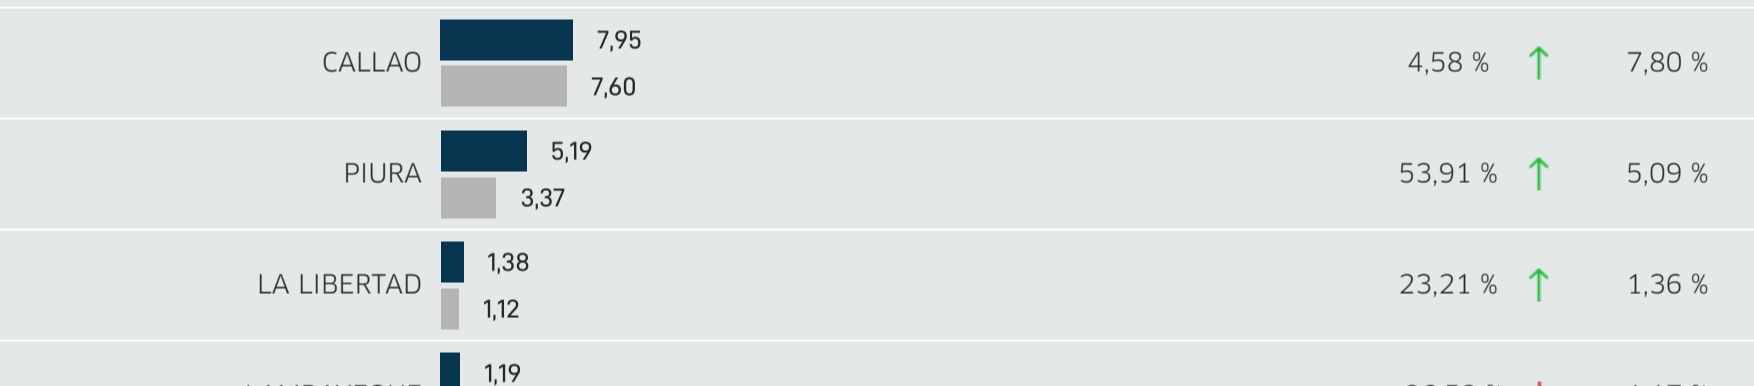 CALLAO 7,95 4,58 % ↑ 7,80 %
7,60
PIURA 5,19 53,91 % ↑ 5,09 %
3,37
LA LIBERTAD 1,38 23,21 % ↑ 1,36 %
1,12
1,19